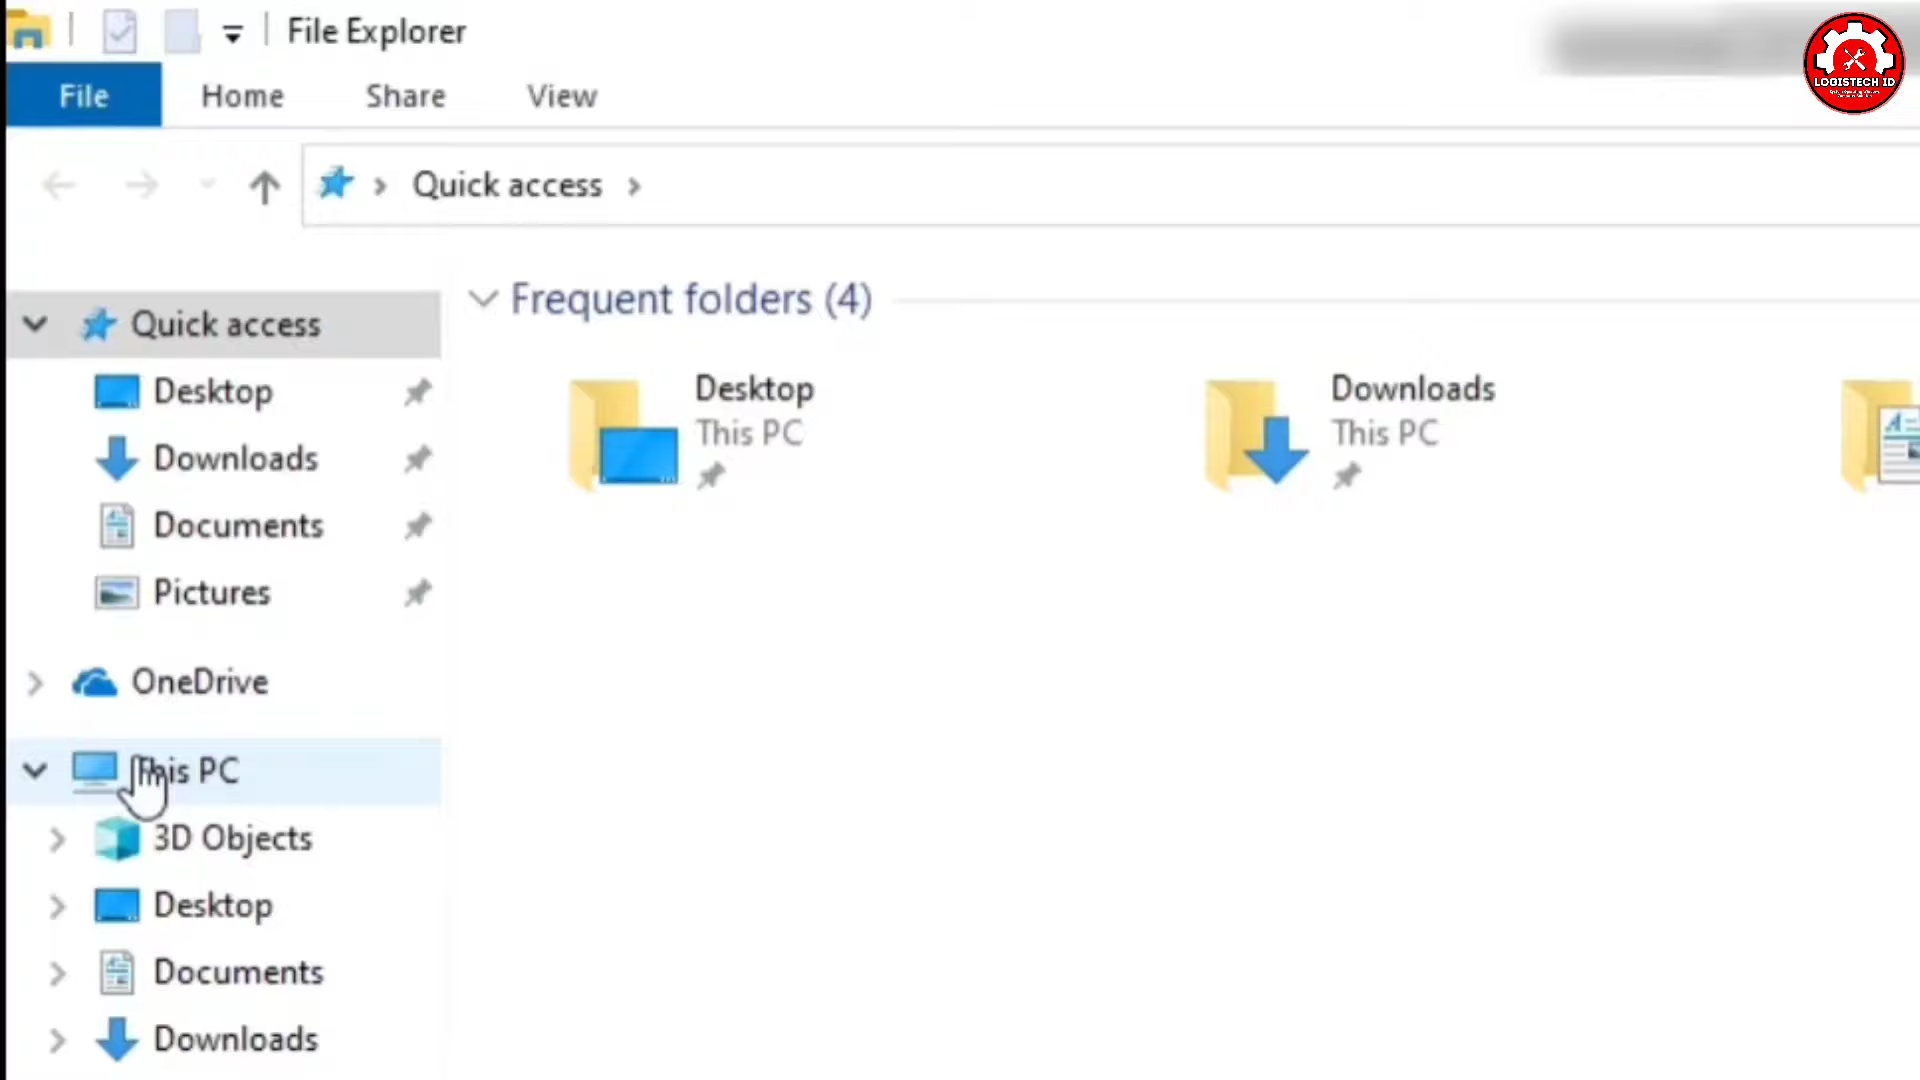 File Explorer
LOGISTECH ID
File Home Share View
Quick access
Quick access
Desktop
Downloads
Documents
Pictures
OneDrive
This PC
3D Objects
Desktop
Documents
Downloads
Frequent folders (4)
Desktop
This PC
Downloads
This PC